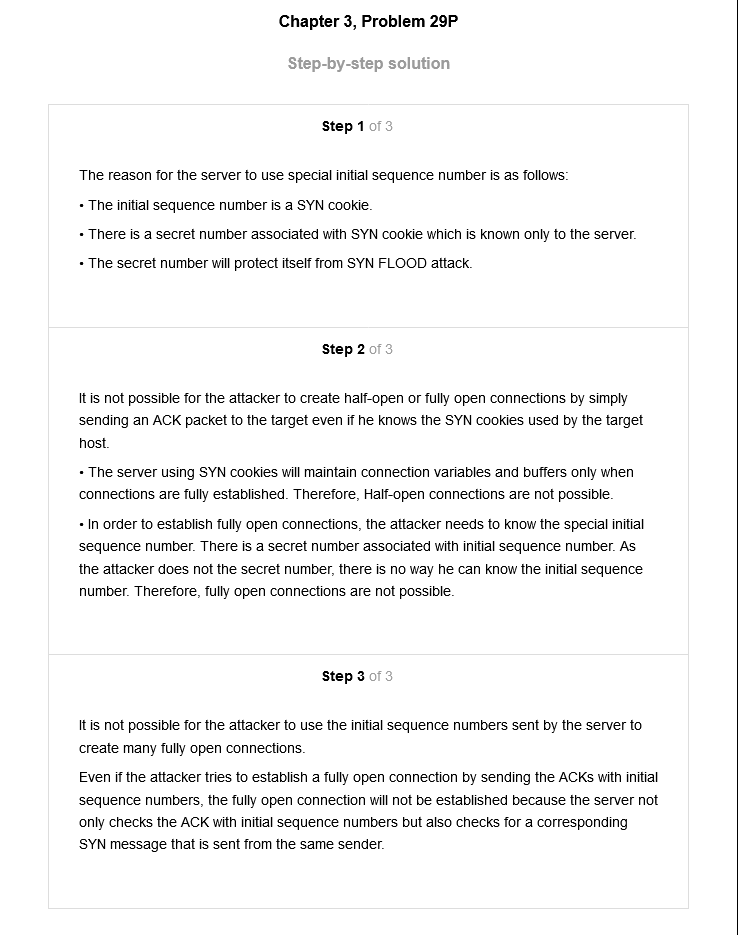 Chapter 3, Problem 29P
Step-by-step solution
Step 1 of 3
The reason for the server to use special initial sequence number is as follows:
• The initial sequence number is a SYN cookie.
• There is a secret number associated with SYN cookie which is known only to the server.
• The secret number will protect itself from SYN FLOOD attack.
Step 2 of 3
It is not possible for the attacker to create half-open or fully open connections by simply
sending an ACK packet to the target even if he knows the SYN cookies used by the target
host.
• The server using SYN cookies will maintain connection variables and buffers only when
connections are fully established. Therefore, Half-open connections are not possible.
• In order to establish fully open connections, the attacker needs to know the special initial
sequence number. There is a secret number associated with initial sequence number. As
the attacker does not the secret number, there is no way he can know the initial sequence
number. Therefore, fully open connections are not possible.
Step 3 of 3
It is not possible for the attacker to use the initial sequence numbers sent by the server to
create many fully open connections.
Even if the attacker tries to establish a fully open connection by sending the ACKs with initial
sequence numbers, the fully open connection will not be established because the server not
only checks the ACK with initial sequence numbers but also checks for a corresponding
SYN message that is sent from the same sender.